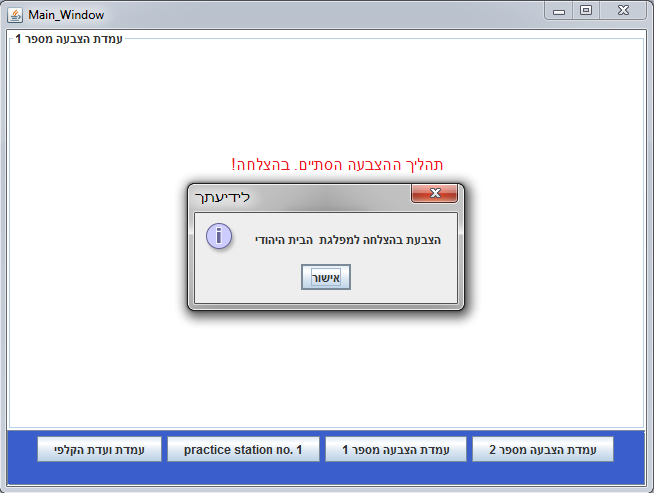 Main_Window
עמדת הצבעה מספר 1
תהליך ההצבעה הסתיים. בהצלחה!
לידיעתך
הצבעת בהצלחה למפלגת הבית היהודי
אישור
עמדת ועדת הקלפי
practice station no. 1
עמדת הצבעה מספר 1
עמדת הצבעה מספר 2